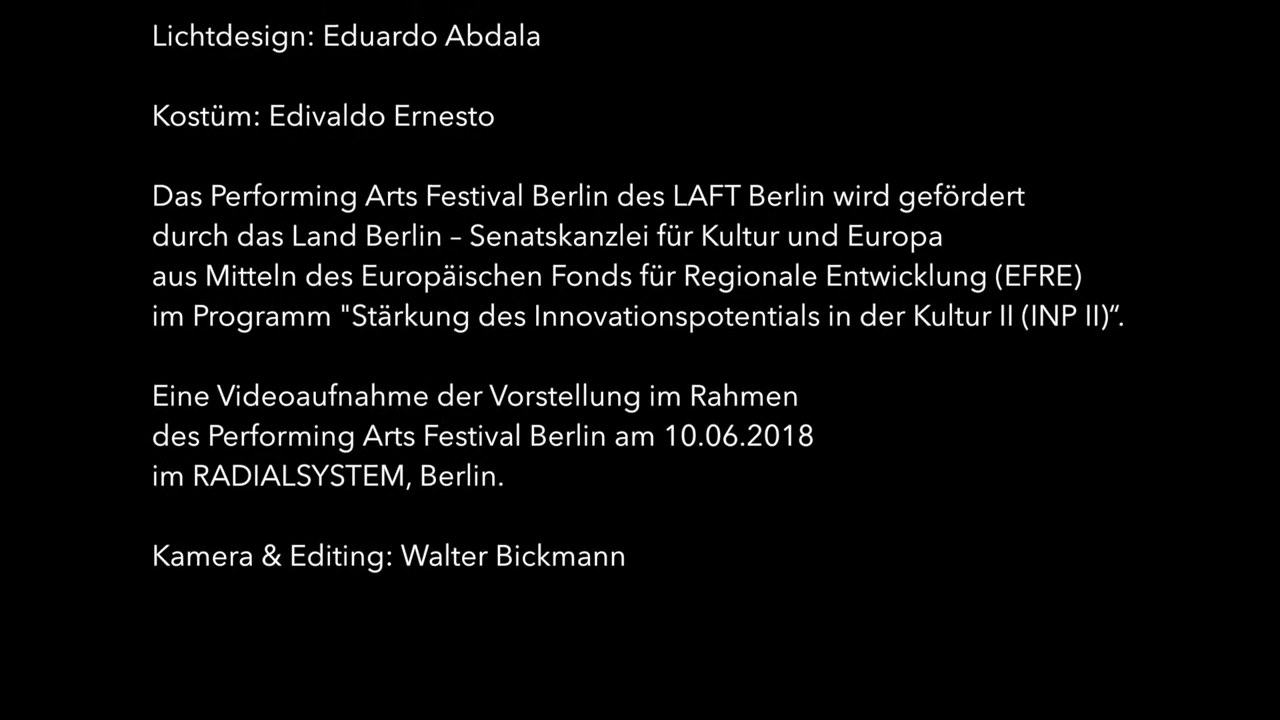 Lichtdesign: Eduardo Abdala
Kostüm: Edivaldo Ernesto
Das Performing Arts Festival Berlin des LAFT Berlin wird gefördert
durch das Land Berlin – Senatskanzlei für Kultur und Europa
aus Mitteln des Europäischen Fonds für Regionale Entwicklung (EFRE)
im Programm "Stärkung des Innovationspotentials in der Kultur II (INP II)“.
Eine Videoaufnahme der Vorstellung im Rahmen
des Performing Arts Festival Berlin am 10.06.2018
im RADIALSYSTEM, Berlin.
Kamera & Editing: Walter Bickmann